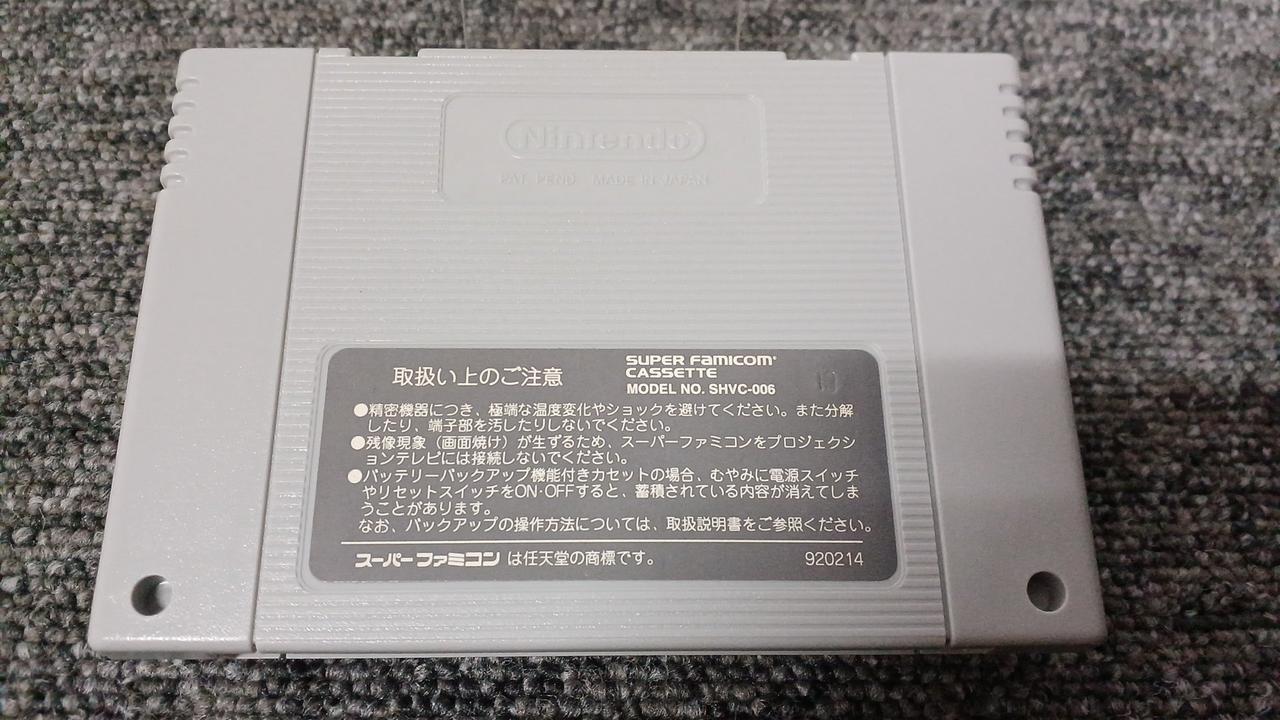 Nintendo®
PAT. PEND. MADE IN JAPAN
取扱い上のご注意
SUPER FAMICOM®
CASSETTE
MODEL NO. SHVC-006
●精密機器につき、極端な温度変化やショックを避けてください。また分解
したり、端子部を汚したりしないでください。
●残像現象（画面焼け）が生ずるため、スーパーファミコンをプロジェクシ
ョンテレビには接続しないでください。
●バッテリーバックアップ機能付きカセットの場合、むやみに電源スイッチ
やリセットスイッチをON·OFFすると、蓄積されている内容が消えてしま
うことがあります。
なお、バックアップの操作方法については、取扱説明書をご参照ください。
スーパーファミコン は任天堂の商標です。
920214